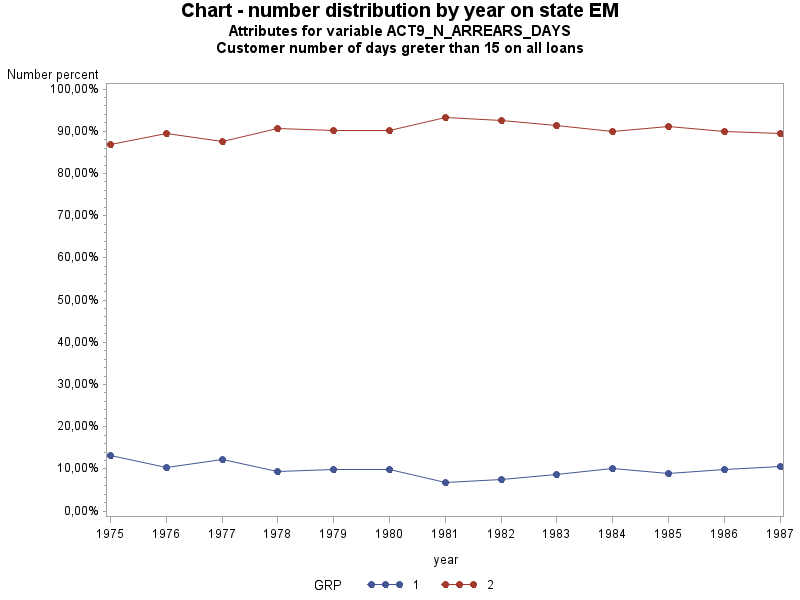 Chart - number distribution by year on state EM
Attributes for variable ACT9_N_ARREARS_DAYS
Customer number of days greter than 15 on all loans
Number percent
100,00%
90,00%
80,00%
70,00%
60,00%
50,00%
40,00%
30,00%
20,00%
10,00%
0,00%
1975 1976 1977 1978 1979 1980 1981 1982 1983 1984 1985 1986 1987
year
GRP 1 2